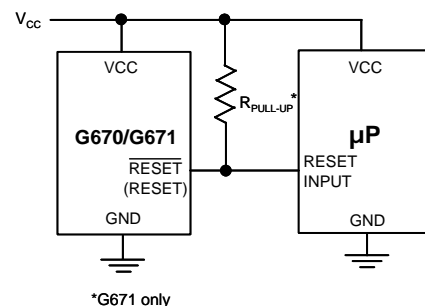 VCC
VCC
RPULL-UP*
VCC
G670/G671
µP
RESET
(RESET)
RESET
INPUT
GND
GND
*G671 only